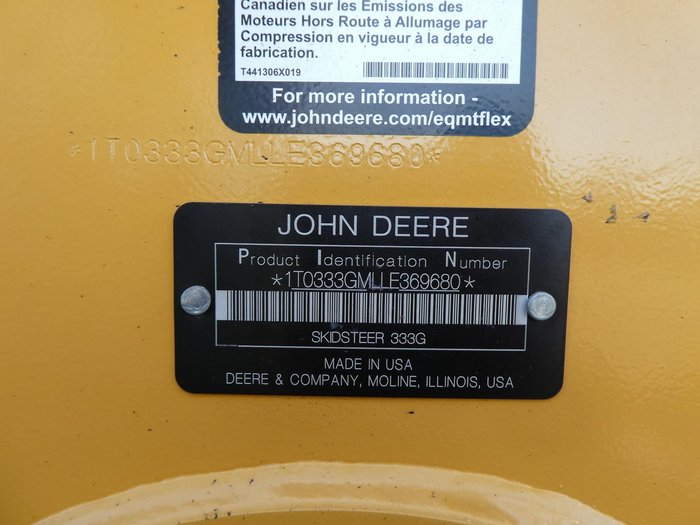 Canadien sur les Émissions des
Moteurs Hors Route à Allumage par
Compression en vigueur à la date de
fabrication.
T441306X019
For more information -
www.johndeere.com/eqmtflex
*1T0333GMLLE369680*
JOHN DEERE
Product Identification Number
*1T0333GMLLE369680*
SKIDSTEER 333G
MADE IN USA
DEERE & COMPANY, MOLINE, ILLINOIS, USA